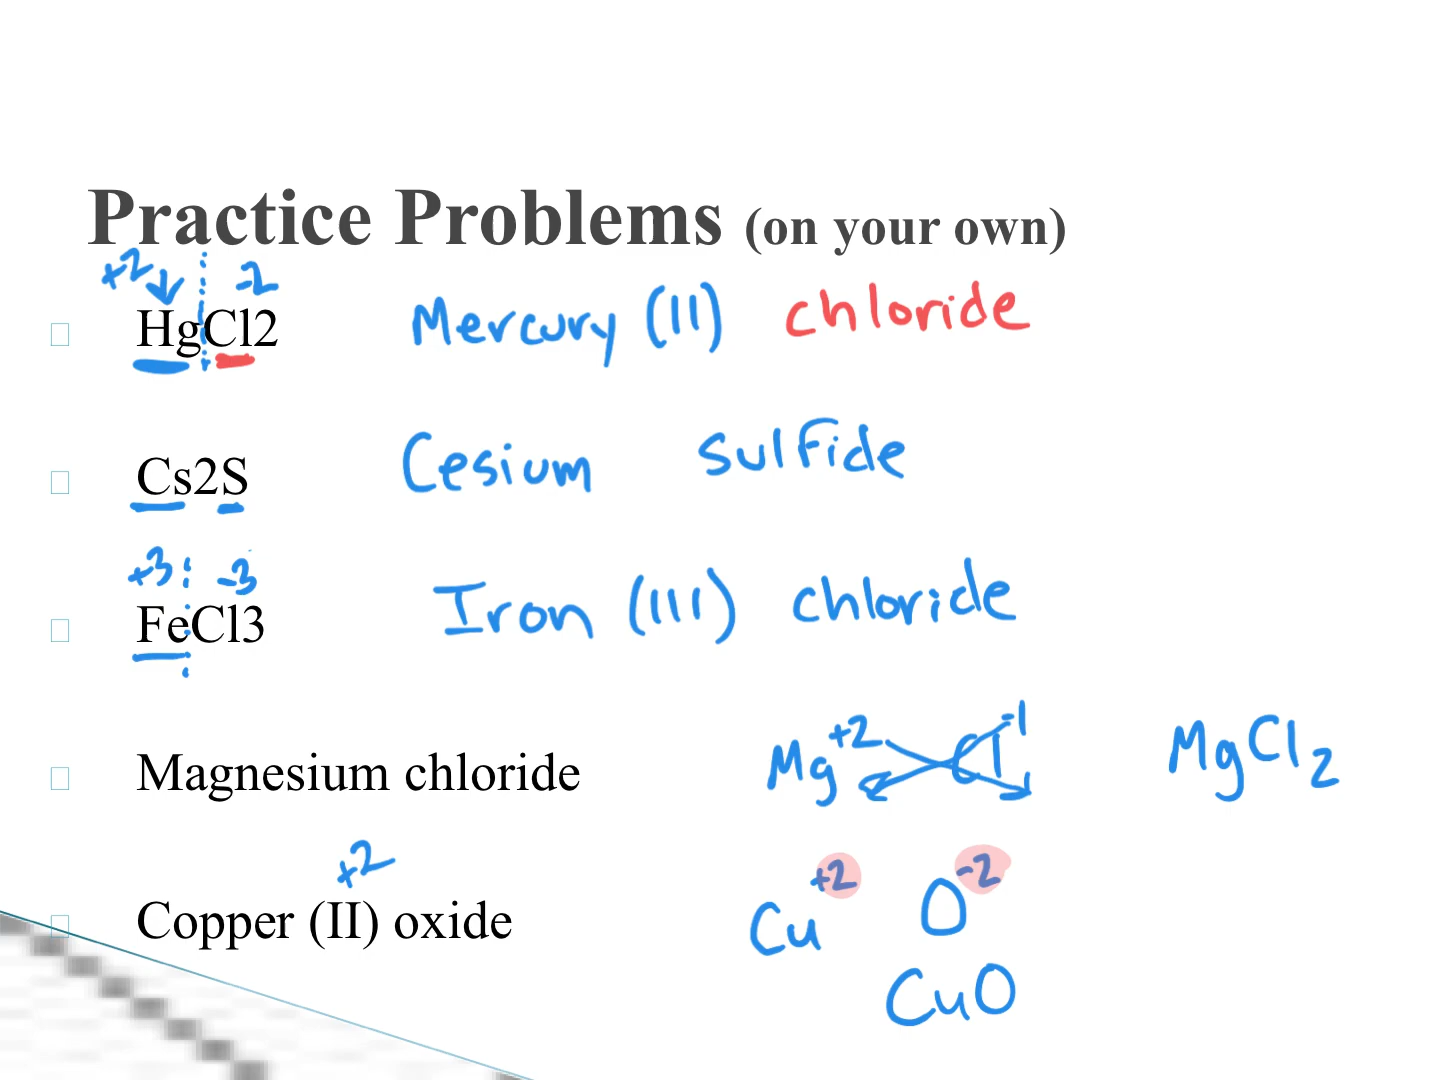 Practice Problems (on your own)
+2 -2
HgCl2 Mercury (II) chloride
Cs2S Cesium sulfide
+3 -3
FeCl3 Iron (III) chloride
Magnesium chloride Mg+2 Cl-1 MgCl2
+2
Copper (II) oxide Cu+2 O-2
CuO